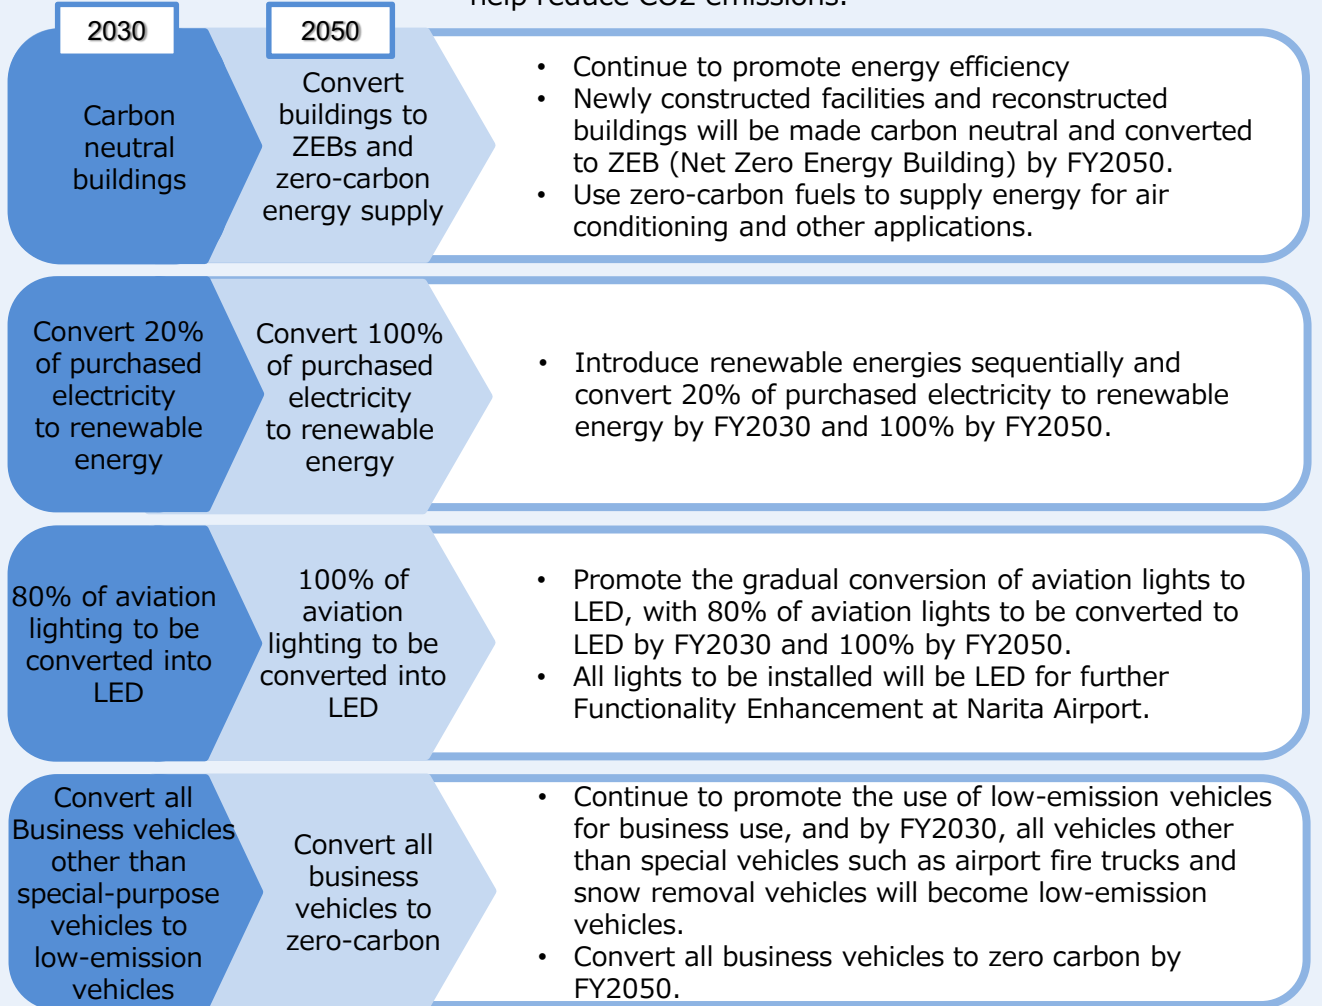 help reduce CO2 emissions.
2030
2050
Carbon
neutral
buildings
Convert
buildings to
ZEBs and
zero-carbon
energy supply
• Continue to promote energy efficiency
• Newly constructed facilities and reconstructed
buildings will be made carbon neutral and converted
to ZEB (Net Zero Energy Building) by FY2050.
• Use zero-carbon fuels to supply energy for air
conditioning and other applications.
Convert 20%
of purchased
electricity
to renewable
energy
Convert 100%
of purchased
electricity
to renewable
energy
• Introduce renewable energies sequentially and
convert 20% of purchased electricity to renewable
energy by FY2030 and 100% by FY2050.
80% of aviation
lighting to be
converted into
LED
100% of
aviation
lighting to be
converted into
LED
• Promote the gradual conversion of aviation lights to
LED, with 80% of aviation lights to be converted to
LED by FY2030 and 100% by FY2050.
• All lights to be installed will be LED for further
Functionality Enhancement at Narita Airport.
Convert all
Business vehicles
other than
special-purpose
vehicles to
low-emission
vehicles
Convert all
business
vehicles to
zero-carbon
• Continue to promote the use of low-emission vehicles
for business use, and by FY2030, all vehicles other
than special vehicles such as airport fire trucks and
snow removal vehicles will become low-emission
vehicles.
• Convert all business vehicles to zero carbon by
FY2050.